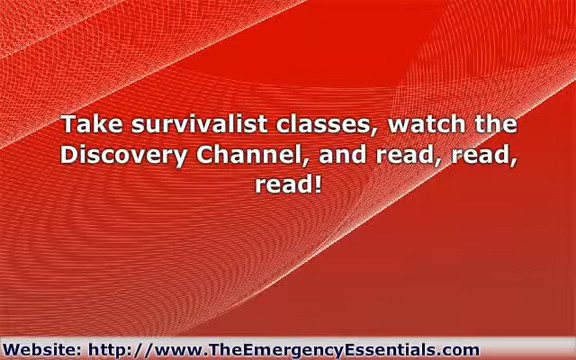 Take survivalist classes, watch the
Discovery Channel, and read, read,
read!
Website: http://www.TheEmergencyEssentials.com